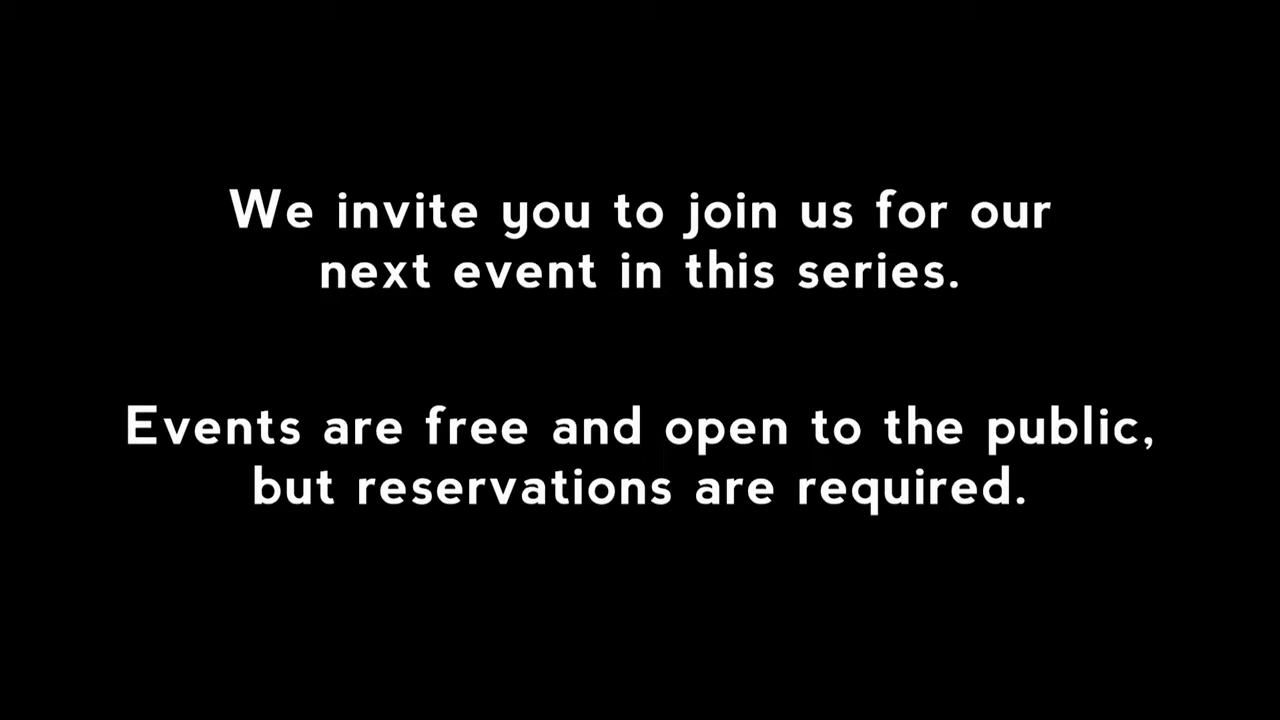 We invite you to join us for our
next event in this series.
Events are free and open to the public,
but reservations are required.